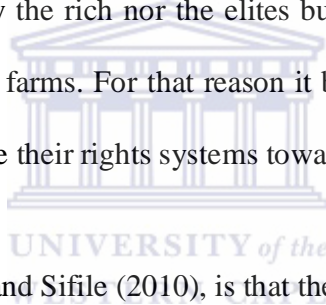 the rich nor the elites bu
farms. For that reason it b
their rights systems towa
UNIVERSITY of the
nd Sifile (2010), is that the